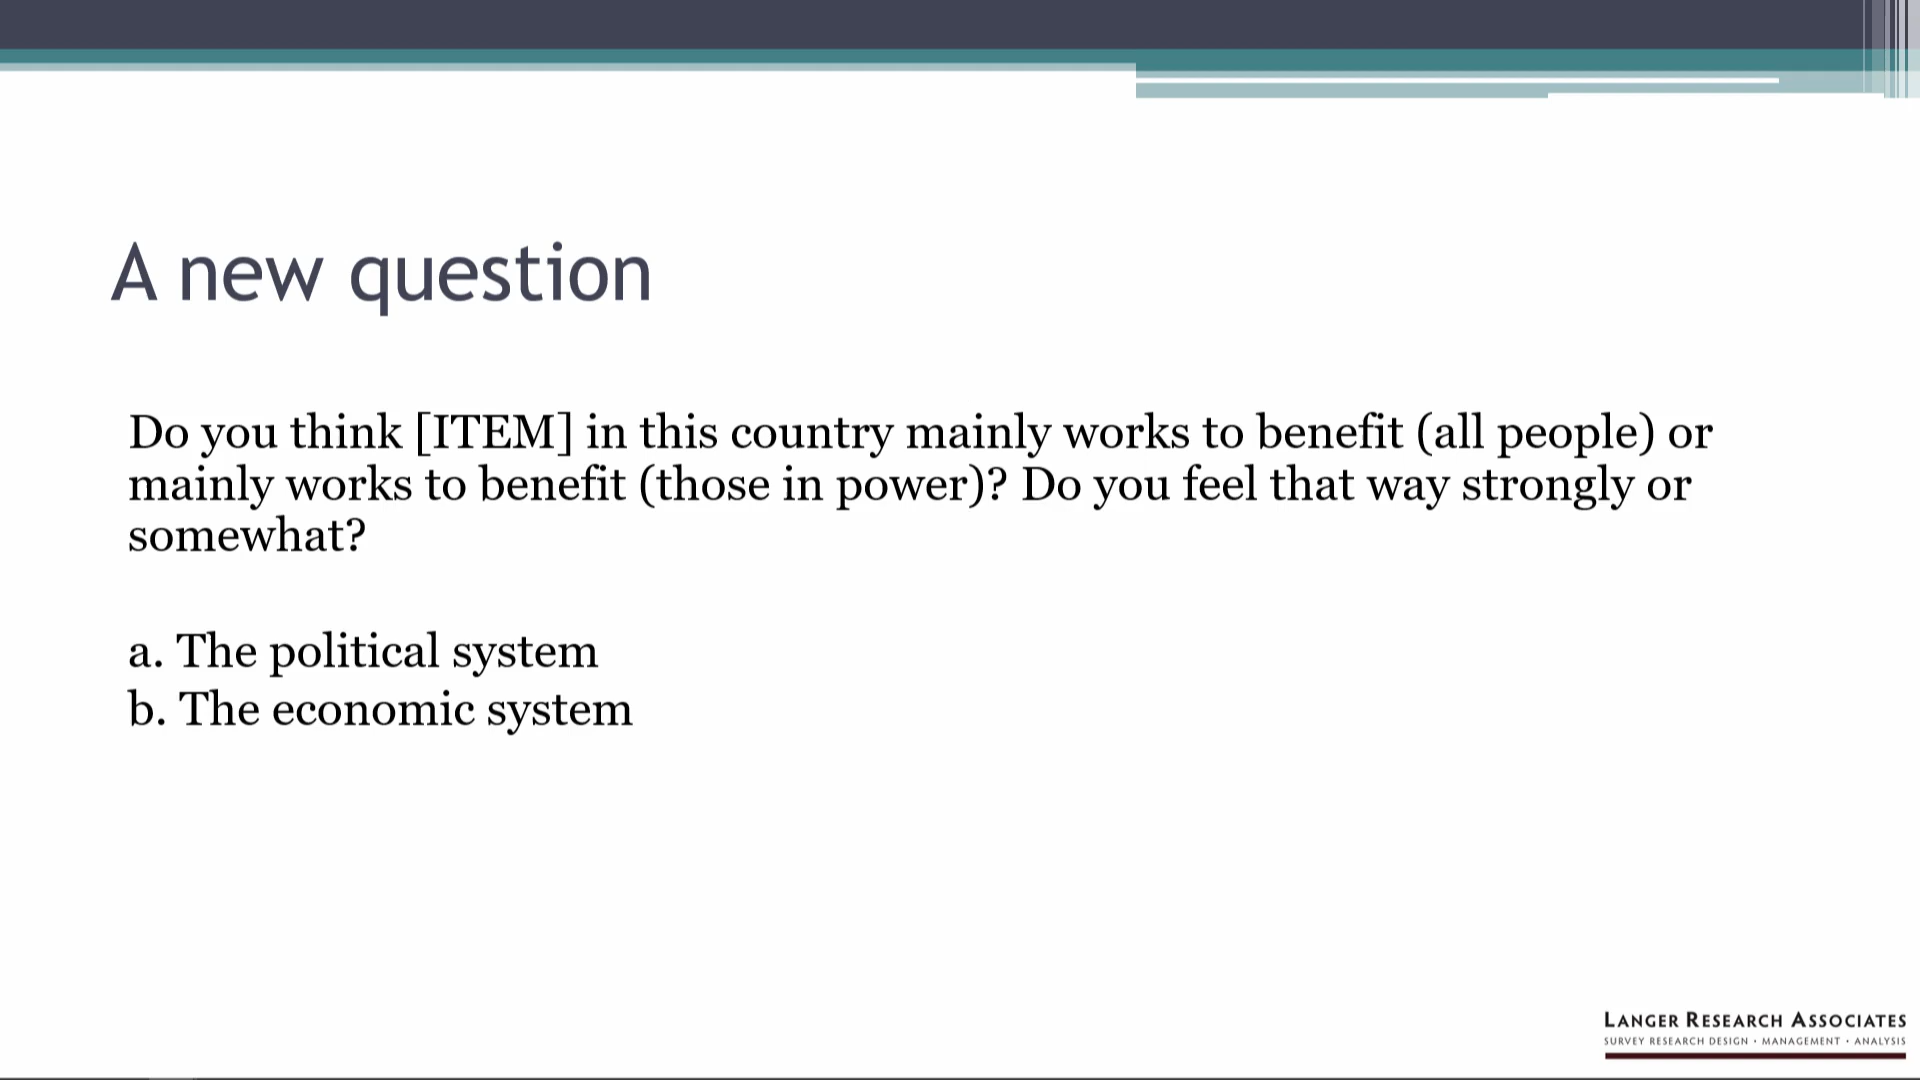 A new question
Do you think [ITEM] in this country mainly works to benefit (all people) or
mainly works to benefit (those in power)? Do you feel that way strongly or
somewhat?
a. The political system
b. The economic system
LANGER RESEARCH ASSOCIATES
SURVEY RESEARCH DESIGN · MANAGEMENT · ANALYSIS